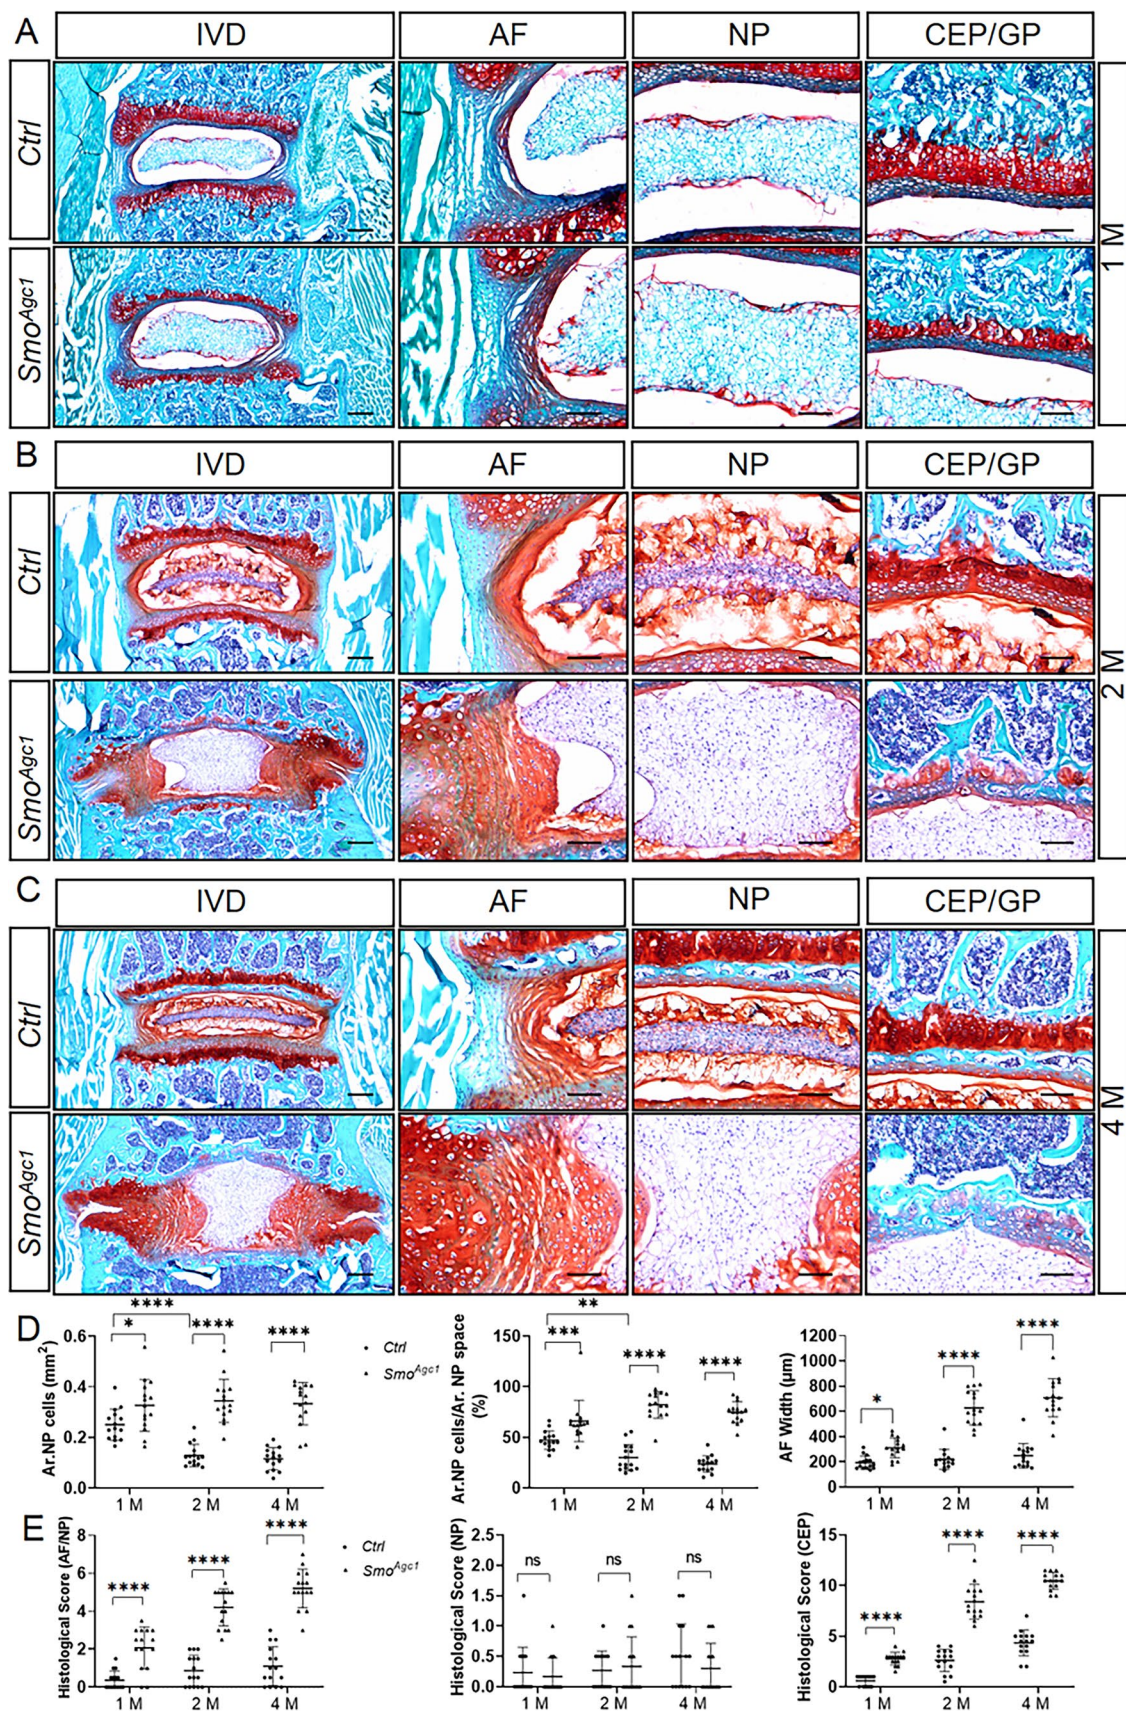 A
IVD AF NP CEP/GP
Ctrl
SmoAgc1
1 M
B
IVD AF NP CEP/GP
Ctrl
SmoAgc1
2 M
C
IVD AF NP CEP/GP
Ctrl
SmoAgc1
4 M
D
Ar.NP cells (mm²)
0.6
0.4
0.2
0.0
****
* **** ****
1 M 2 M 4 M
Ctrl
SmoAgc1
Ar.NP cells/Ar. NP space (%)
150
100
50
0
**
*** **** ****
1 M 2 M 4 M
AF Width (μm)
1200
1000
800
600
400
200
0
* **** ****
1 M 2 M 4 M
E
Histological Score (AF/NP)
8
6
4
2
0
**** **** ****
1 M 2 M 4 M
Ctrl
SmoAgc1
Histological Score (NP)
2.5
2.0
1.5
1.0
0.5
0.0
ns ns ns
1 M 2 M 4 M
Histological Score (CEP)
15
10
5
0
**** **** ****
1 M 2 M 4 M